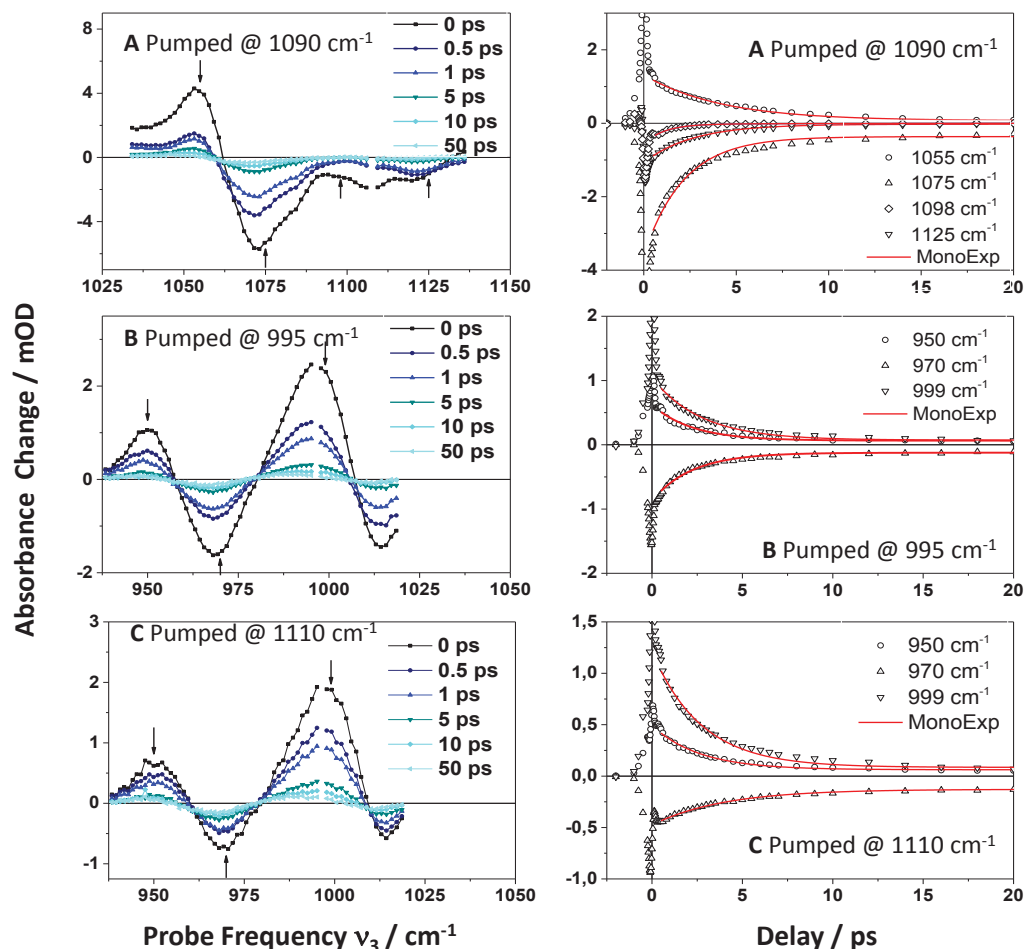 Absorbance Change / mOD
A Pumped @ 1090 cm⁻¹
0 ps
0.5 ps
1 ps
5 ps
10 ps
50 ps
8
4
0
-4
1025 1050 1075 1100 1125 1150
A Pumped @ 1090 cm⁻¹
1055 cm⁻¹
1075 cm⁻¹
1098 cm⁻¹
1125 cm⁻¹
MonoExp
2
0
-2
-4
0 5 10 15 20
B Pumped @ 995 cm⁻¹
0 ps
0.5 ps
1 ps
5 ps
10 ps
50 ps
2
0
-2
950 975 1000 1025 1050
950 cm⁻¹
970 cm⁻¹
999 cm⁻¹
MonoExp
B Pumped @ 995 cm⁻¹
2
1
0
-1
-2
0 5 10 15 20
C Pumped @ 1110 cm⁻¹
0 ps
0.5 ps
1 ps
5 ps
10 ps
50 ps
3
2
1
0
-1
950 975 1000 1025 1050
950 cm⁻¹
970 cm⁻¹
999 cm⁻¹
MonoExp
C Pumped @ 1110 cm⁻¹
1,5
1,0
0,5
0,0
-0,5
-1,0
0 5 10 15 20
Probe Frequency ν₃ / cm⁻¹
Delay / ps